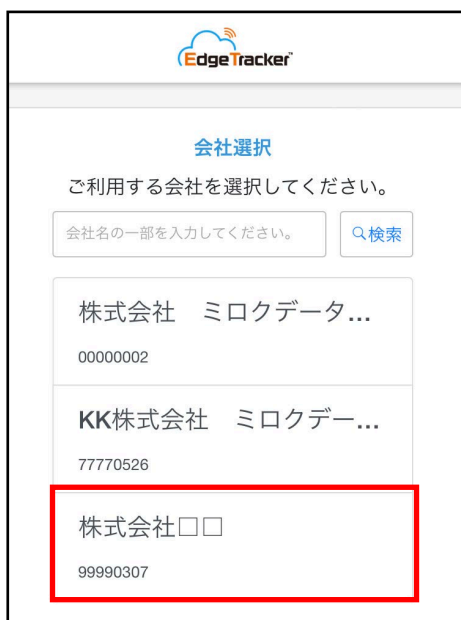 EdgeTracker™
会社選択
ご利用する会社を選択してください。
会社名の一部を入力してください。
検索
株式会社　ミロクデータ...
00000002
KK株式会社　ミロクデー...
77770526
株式会社□□
99990307